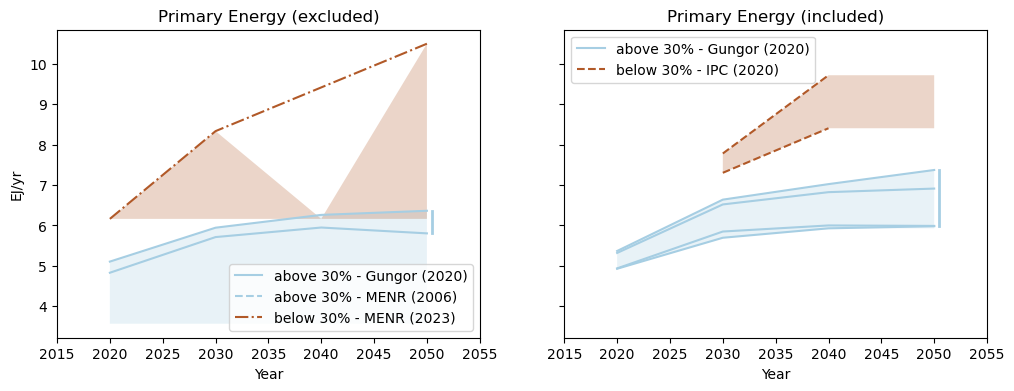 Primary Energy (excluded)
EJ/yr
10
9
8
7
6
5
4
above 30% - Gungor (2020)
above 30% - MENR (2006)
below 30% - MENR (2023)
2015 2020 2025 2030 2035 2040 2045 2050 2055
Year
Primary Energy (included)
above 30% - Gungor (2020)
below 30% - IPC (2020)
2015 2020 2025 2030 2035 2040 2045 2050 2055
Year